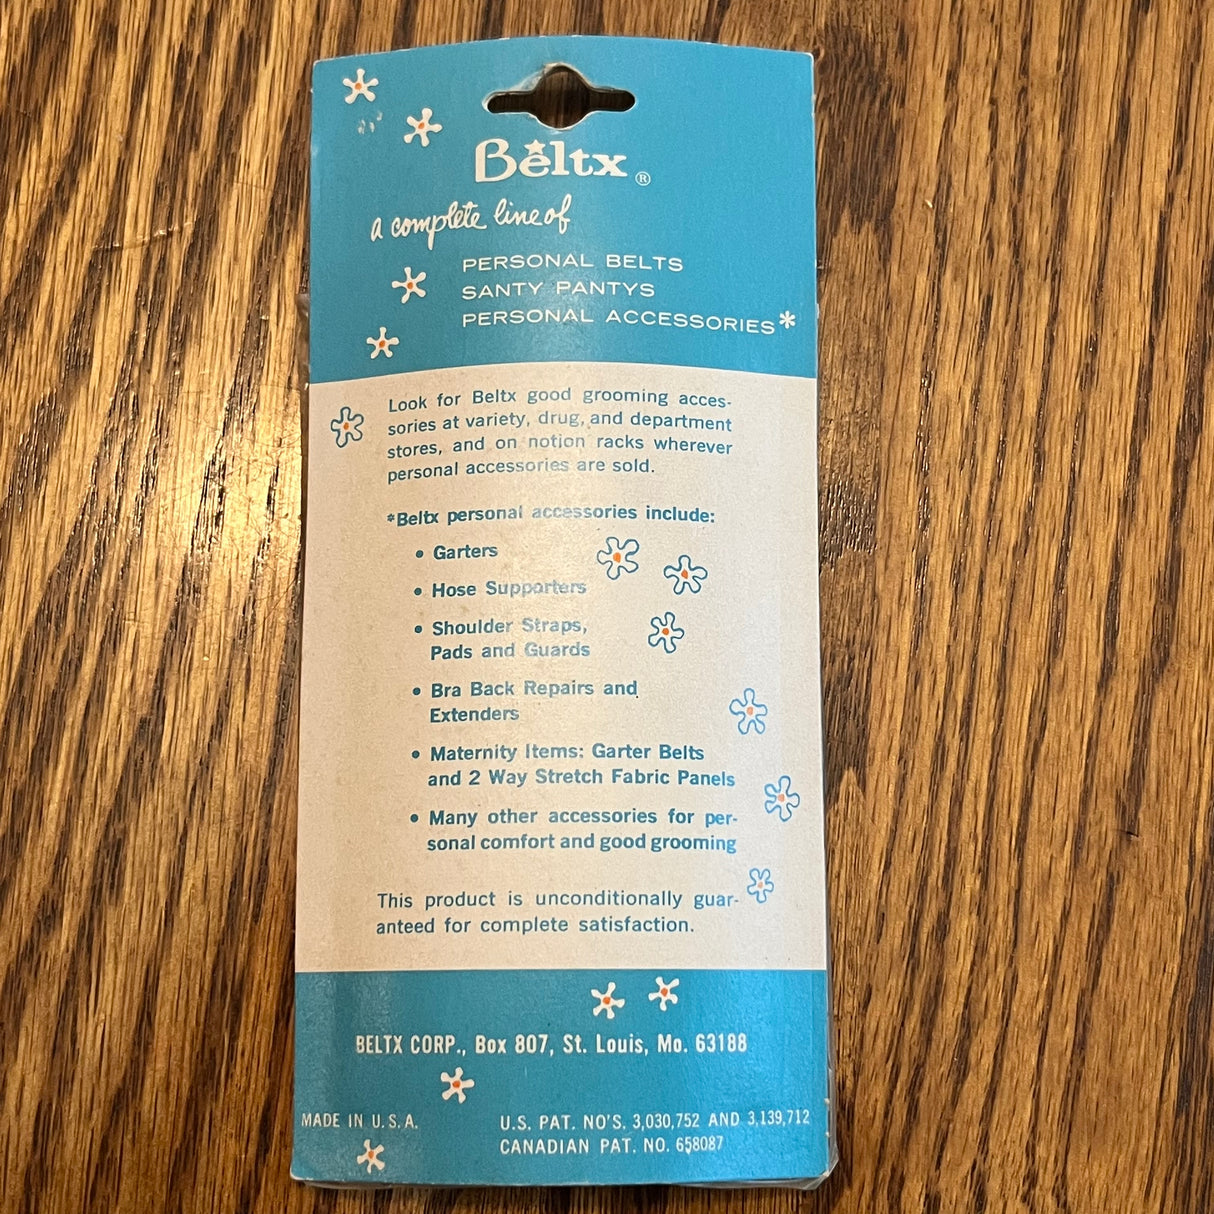 Beltx ®
a complete line of
PERSONAL BELTS
SANTY PANTYS
PERSONAL ACCESSORIES*
Look for Beltx good grooming acces-
sories at variety, drug, and department
stores, and on notion racks wherever
personal accessories are sold.
*Beltx personal accessories include:
• Garters
• Hose Supporters
• Shoulder Straps,
Pads and Guards
• Bra Back Repairs and
Extenders
• Maternity Items: Garter Belts
and 2 Way Stretch Fabric Panels
• Many other accessories for per-
sonal comfort and good grooming
This product is unconditionally guar-
anteed for complete satisfaction.
BELTX CORP., Box 807, St. Louis, Mo. 63188
MADE IN U.S.A.
U.S. PAT. NO'S. 3,030,752 AND 3,139,712
CANADIAN PAT. NO. 658087